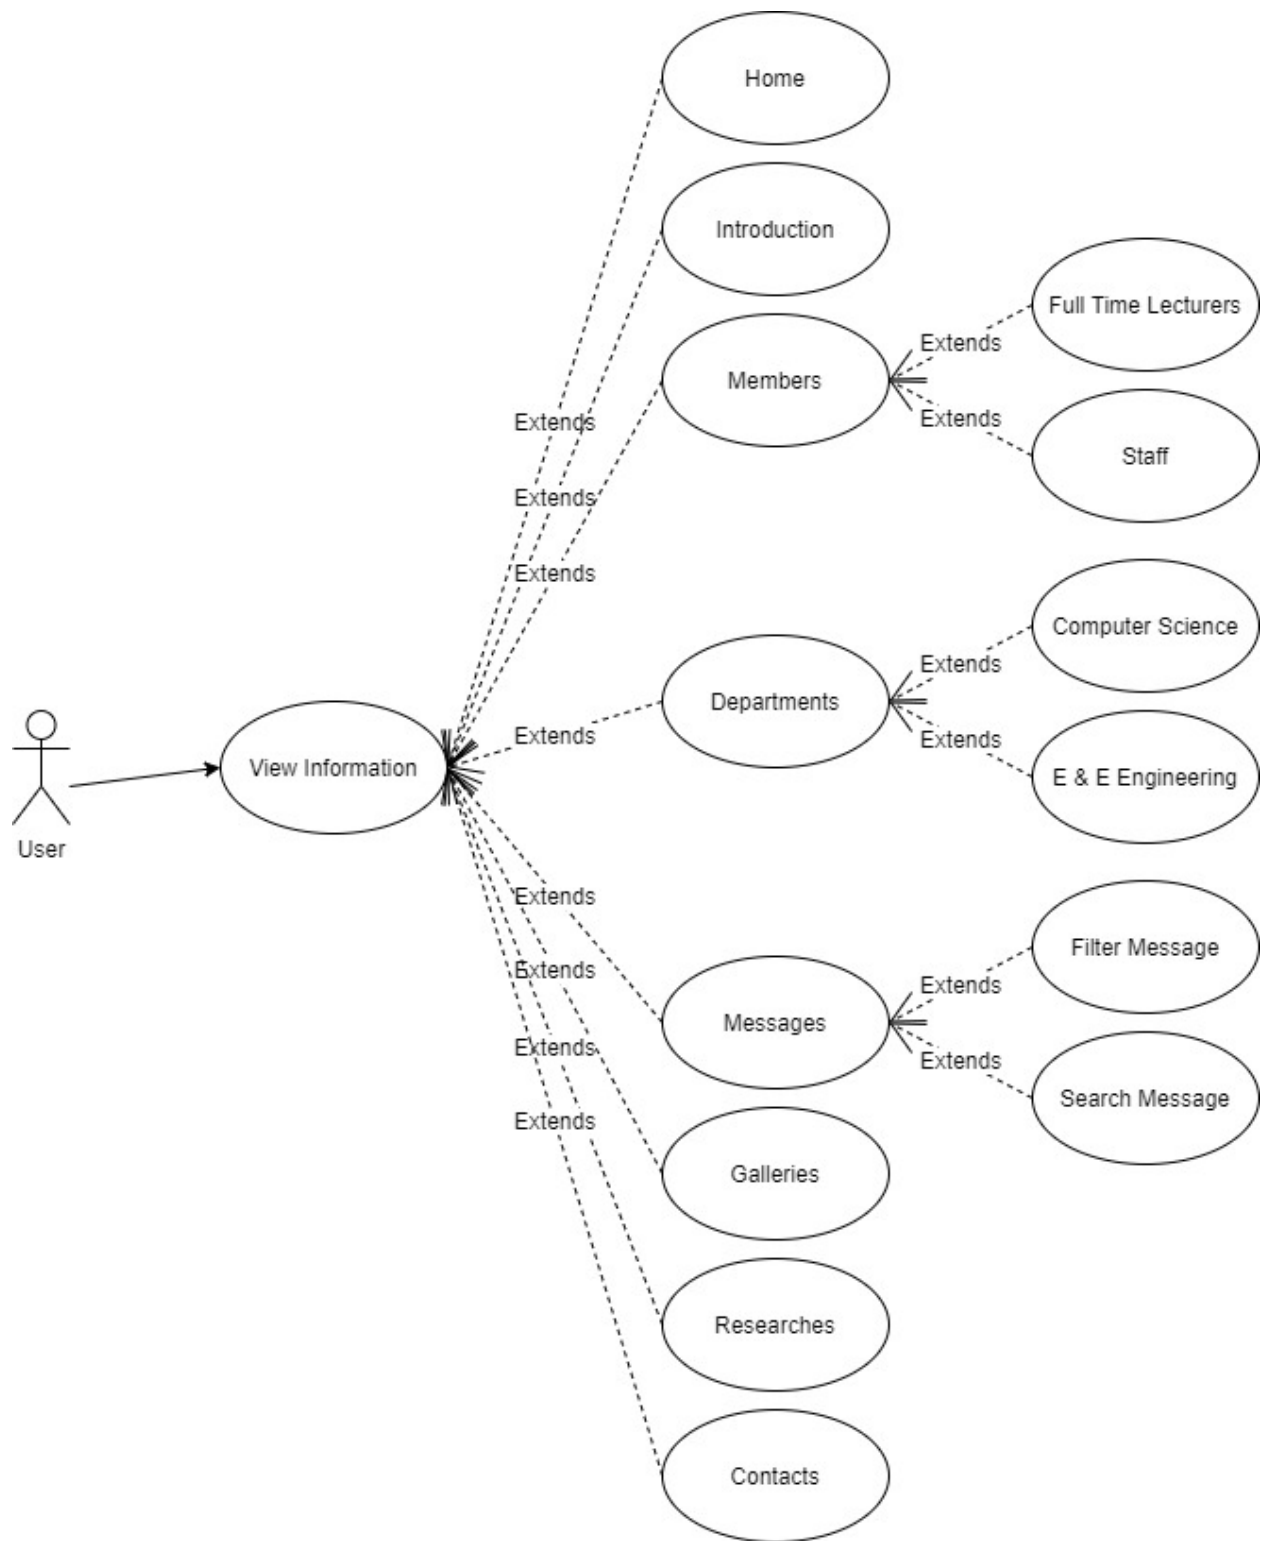 Home
Introduction
Full Time Lecturers
Extends
Members
Extends
Extends
Staff
Extends
Extends
Computer Science
Extends
Departments
Extends
Extends
View Information
E & E Engineering
User
Extends
Filter Message
Extends
Extends
Messages
Extends
Extends
Search Message
Extends
Galleries
Researches
Contacts